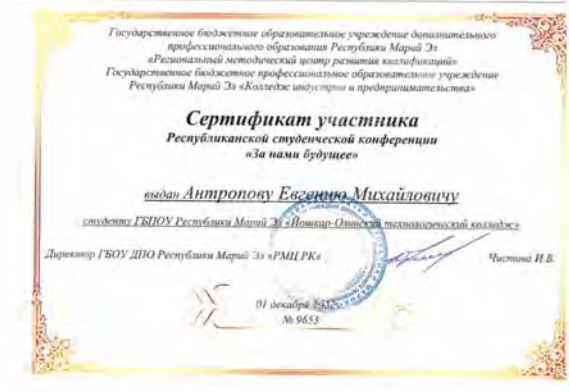 Государственное бюджетное образовательное учреждение дополнительного
профессионального образования Республики Марий Эл
«Региональный методический центр развития квалификаций»
Государственное бюджетное профессиональное образовательное учреждение
Республики Марий Эл «Колледж индустрии и предпринимательства»
Сертификат участника
Республиканской студенческой конференции
«За нами будущее»
выдан Антропову Евгению Михайловичу
студенту ГБПОУ Республики Марий Эл «Йошкар-Олинский технологический колледж»
Директор ГБОУ ДПО Республики Марий Эл «РМЦ РК» Чистова И.В.
01 декабря
№ 9653